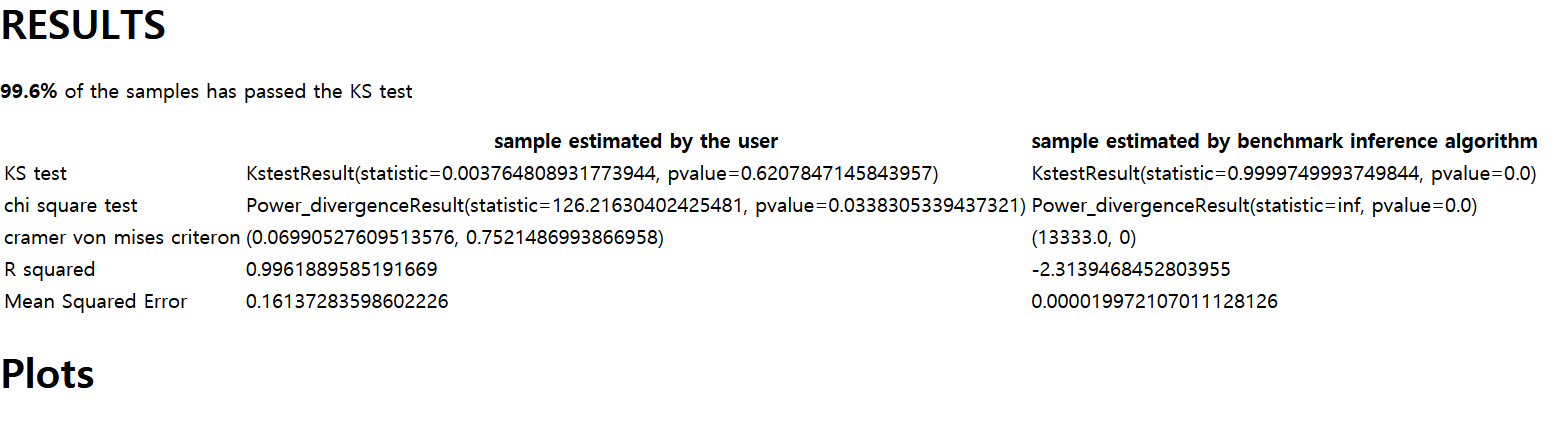 RESULTS
99.6% of the samples has passed the KS test
sample estimated by the user sample estimated by benchmark inference algorithm
KS test KstestResult(statistic=0.003764808931773944, pvalue=0.6207847145843957) KstestResult(statistic=0.9999749993749844, pvalue=0.0)
chi square test Power_divergenceResult(statistic=126.21630402425481, pvalue=0.0338305339437321) Power_divergenceResult(statistic=inf, pvalue=0.0)
cramer von mises criteron (0.06990527609513576, 0.7521486993866958) (13333.0, 0)
R squared 0.9961889585191669 -2.3139468452803955
Mean Squared Error 0.16137283598602226 0.000019972107011128126
Plots